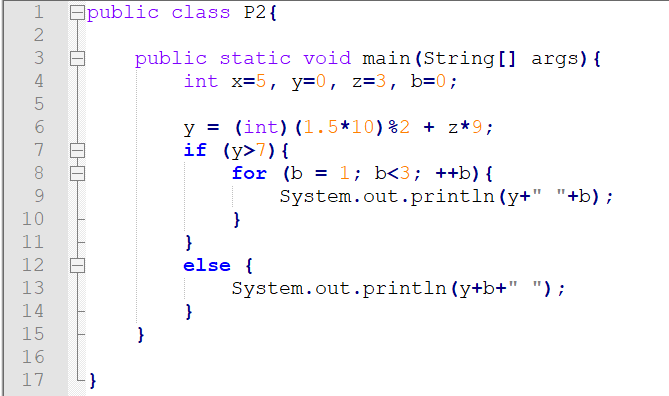 1 public class P2{
2
3     public static void main(String[] args){
4         int x=5, y=0, z=3, b=0;
5
6         y = (int)(1.5*10)%2 + z*9;
7         if (y>7){
8             for (b = 1; b<3; ++b){
9                 System.out.println(y+" "+b);
10             }
11         }
12         else {
13             System.out.println(y+b+" ");
14         }
15     }
16
17 }